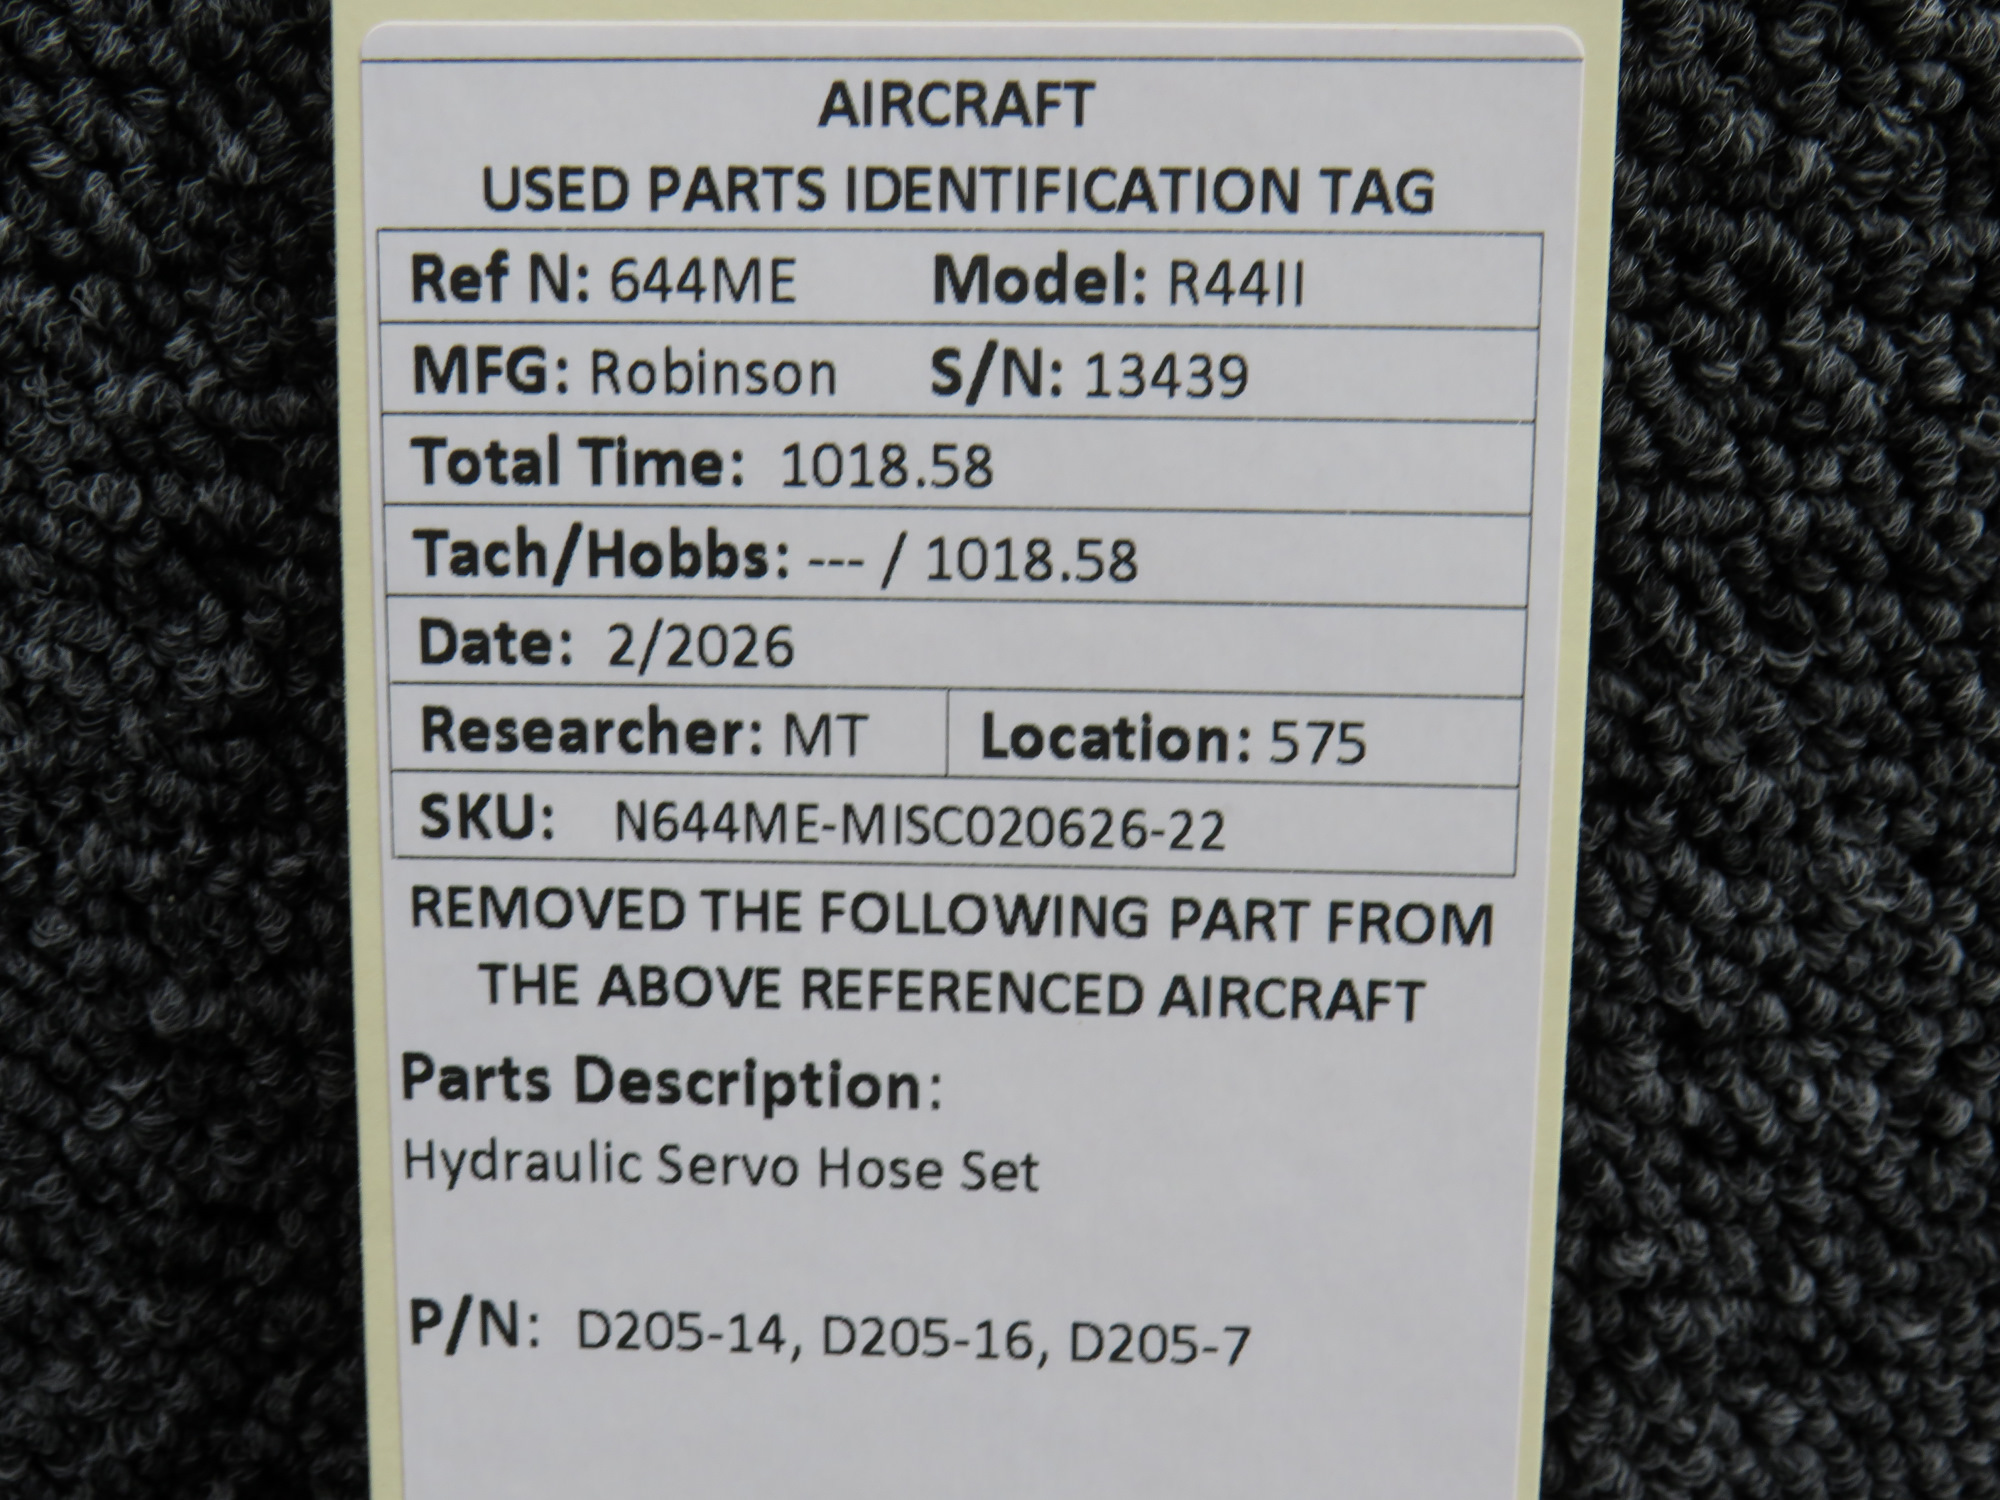 AIRCRAFT
USED PARTS IDENTIFICATION TAG
Ref N: 644ME Model: R44II
MFG: Robinson S/N: 13439
Total Time: 1018.58
Tach/Hobbs: --- / 1018.58
Date: 2/2026
Researcher: MT Location: 575
SKU: N644ME-MISC020626-22
REMOVED THE FOLLOWING PART FROM
THE ABOVE REFERENCED AIRCRAFT
Parts Description:
Hydraulic Servo Hose Set
P/N: D205-14, D205-16, D205-7